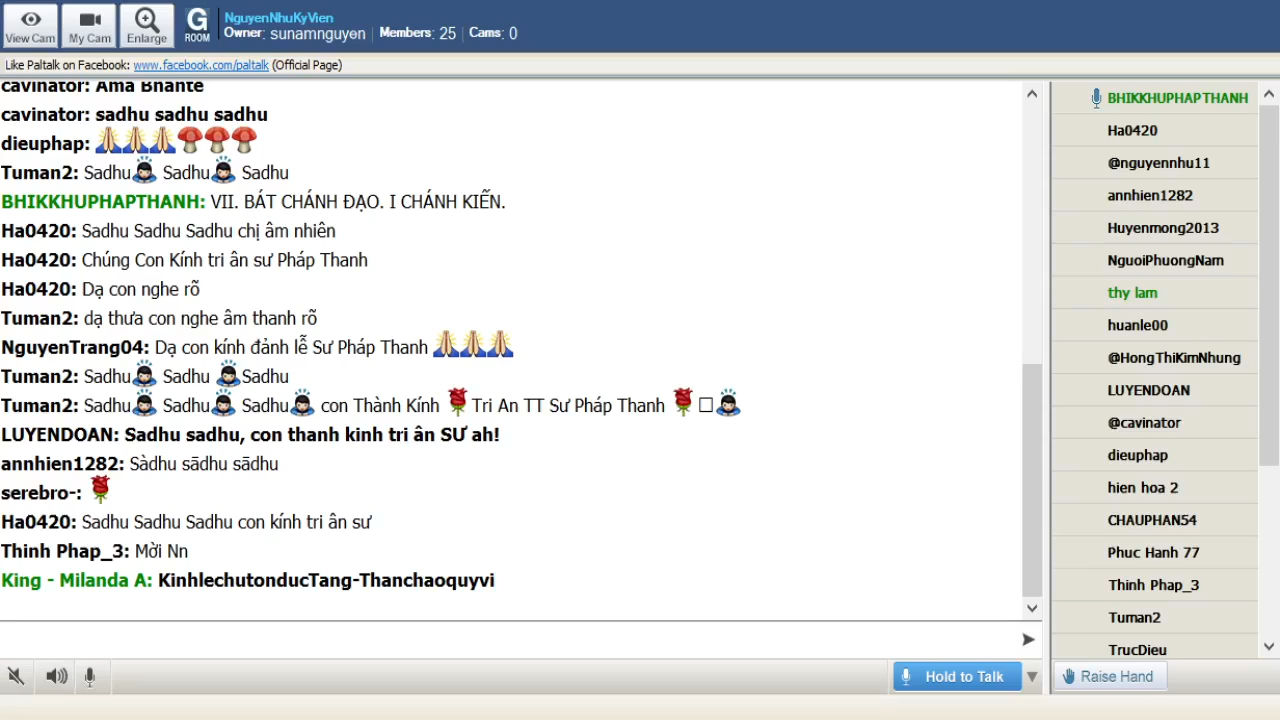 View Cam
My Cam
Enlarge
G
ROOM
NguyenNhuKyVien
Owner: sunamnguyen | Members: 25 | Cams: 0
Like Paltalk on Facebook: www.facebook.com/paltalk (Official Page)
cavinator: Ama Bhante
cavinator: sadhu sadhu sadhu
dieuphap: 🙏🙏🙏🍄🍄🍄
Tuman2: Sadhu🙇 Sadhu🙇 Sadhu
BHIKKHUPHAPTHANH: VII. BÁT CHÁNH ĐẠO. I CHÁNH KIẾN.
Ha0420: Sadhu Sadhu Sadhu chị âm nhiên
Ha0420: Chúng Con Kính tri ân sư Pháp Thanh
Ha0420: Dạ con nghe rõ
Tuman2: dạ thưa con nghe âm thanh rõ
NguyenTrang04: Dạ con kính đảnh lễ Sư Pháp Thanh 🙏🙏🙏
Tuman2: Sadhu🙇 Sadhu 🙇Sadhu
Tuman2: Sadhu🙇 Sadhu🙇 Sadhu🙇 con Thành Kính 🌹Tri An TT Sư Pháp Thanh 🌹□🙇
LUYENDOAN: Sadhu sadhu, con thanh kinh tri ân SƯ ah!
annhien1282: Sàdhu sādhu sādhu
serebro-: 🌹
Ha0420: Sadhu Sadhu Sadhu con kính tri ân sư
Thinh Phap_3: Mời Nn
King - Milanda A: KinhlechutonducTang-Thanchaoquyvi
Hold to Talk
BHIKKHUPHAPTHANH
Ha0420
@nguyennhu11
annhien1282
Huyenmong2013
NguoiPhuongNam
thy lam
huanle00
@HongThiKimNhung
LUYENDOAN
@cavinator
dieuphap
hien hoa 2
CHAUPHAN54
Phuc Hanh 77
Thinh Phap_3
Tuman2
TrucDieu
Raise Hand